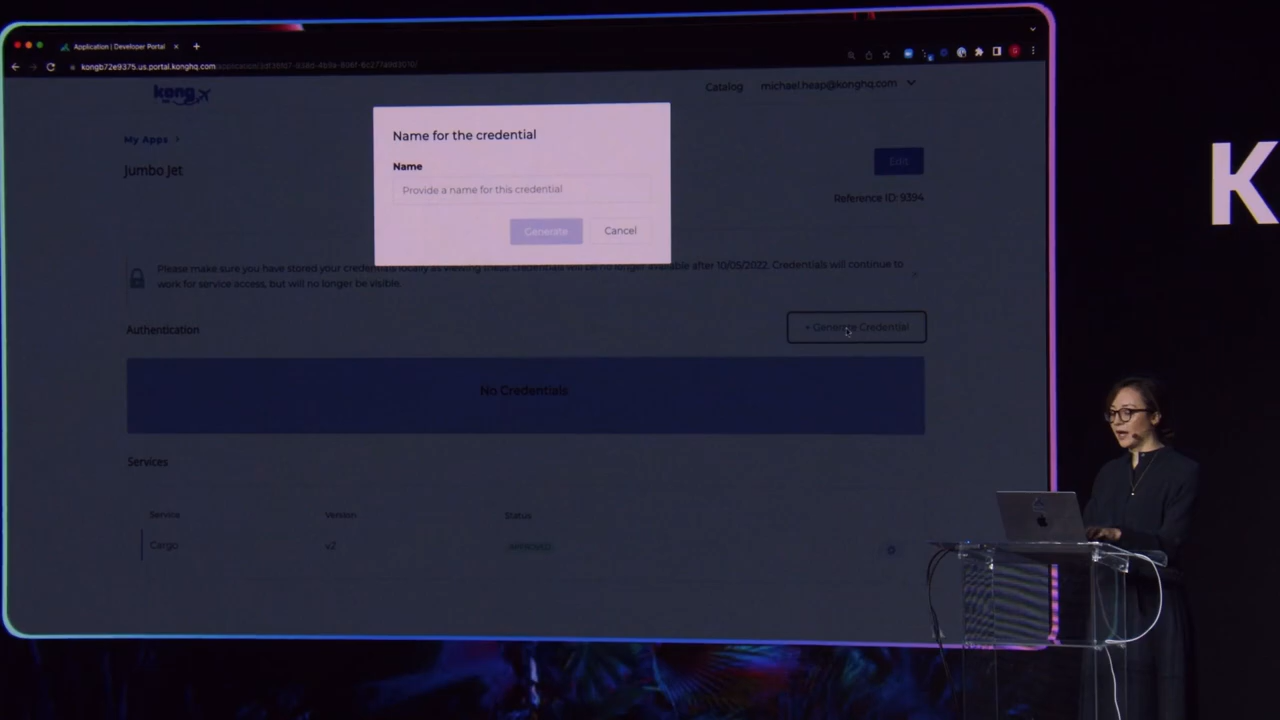 Application | Developer Portal
kongb72e9375.us.portal.konghq.com
kong
Catalog
michael.heap@konghq.com
My Apps
Jumbo Jet
Edit
Reference ID: 9394
Name for the credential
Name
Provide a name for this credential
Generate
Cancel
Please make sure you have stored your credentials locally as viewing these credentials will be no longer available after 10/05/2022. Credentials will continue to
work for service access, but will no longer be visible.
Authentication
+ Generate Credential
No Credentials
Services
Service
Version
Status
Cargo
v2
APPROVED
K